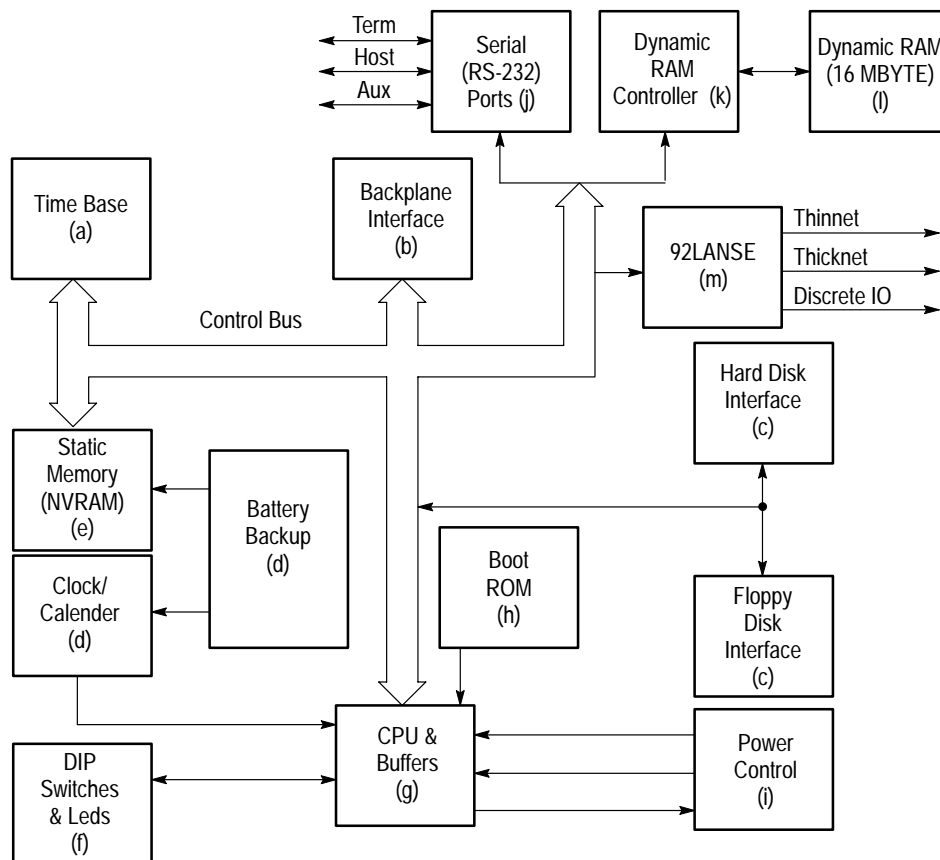 Term
Host
Aux
Serial
(RS-232)
Ports (j)
Dynamic
RAM
Controller (k)
Dynamic RAM
(16 MBYTE)
(l)
Time Base
(a)
Backplane
Interface
(b)
92LANSE
(m)
Thinnet
Thicknet
Discrete IO
Control Bus
Hard Disk
Interface
(c)
Static
Memory
(NVRAM)
(e)
Battery
Backup
(d)
Boot
ROM
(h)
Clock/
Calender
(d)
Floppy
Disk
Interface
(c)
CPU &
Buffers
(g)
Power
Control
(i)
DIP
Switches
& Leds
(f)